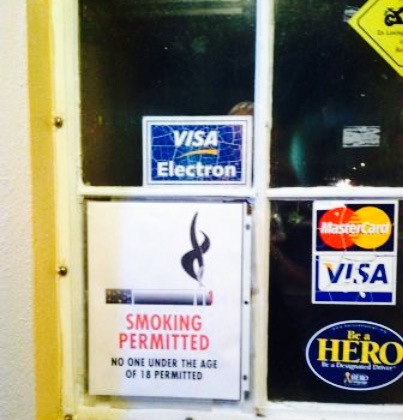 VISA
Electron
MasterCard
VISA
SMOKING
PERMITTED
NO ONE UNDER THE AGE
OF 18 PERMITTED
Be a
HERO
Be a Designated Driver
HERO